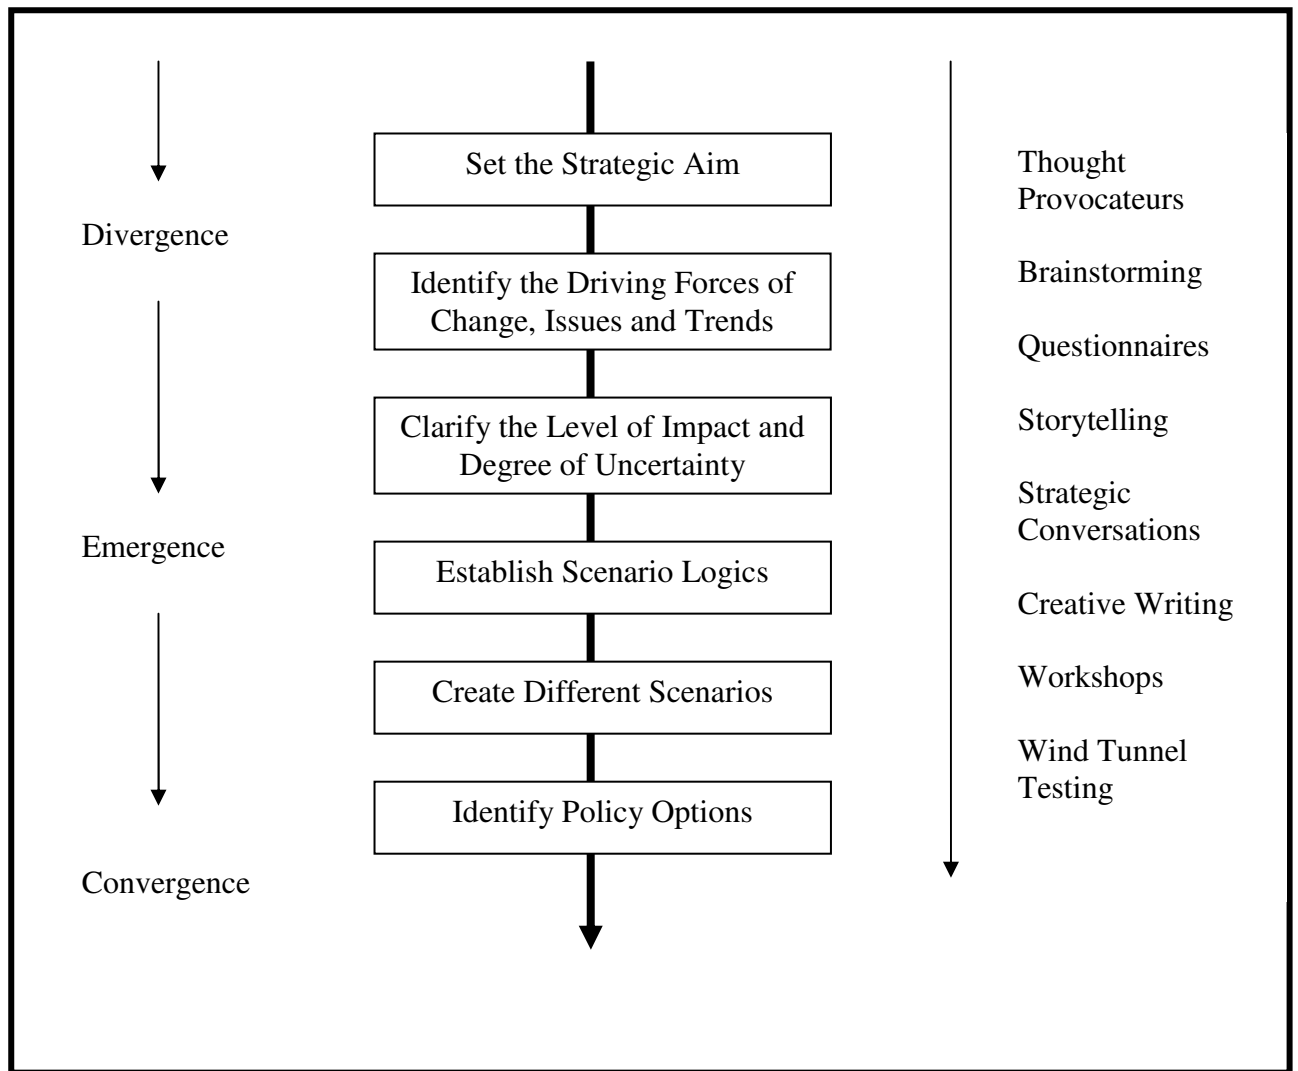 Divergence
Emergence
Convergence
Set the Strategic Aim
Identify the Driving Forces of
Change, Issues and Trends
Clarify the Level of Impact and
Degree of Uncertainty
Establish Scenario Logics
Create Different Scenarios
Identify Policy Options
Thought
Provocateurs
Brainstorming
Questionnaires
Storytelling
Strategic
Conversations
Creative Writing
Workshops
Wind Tunnel
Testing